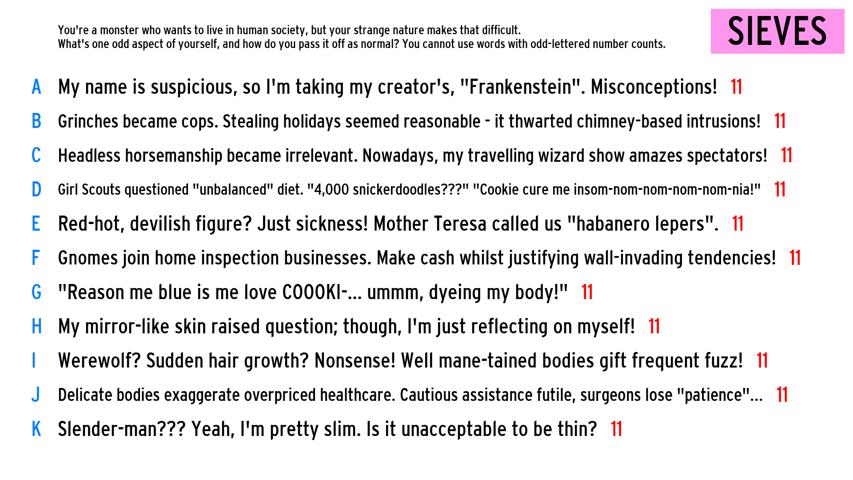 You're a monster who wants to live in human society, but your strange nature makes that difficult.
What's one odd aspect of yourself, and how do you pass it off as normal? You cannot use words with odd-lettered number counts.
SIEVES
A My name is suspicious, so I'm taking my creator's, "Frankenstein". Misconceptions! 11
B Grinches became cops. Stealing holidays seemed reasonable - it thwarted chimney-based intrusions! 11
C Headless horsemanship became irrelevant. Nowadays, my travelling wizard show amazes spectators! 11
D Girl Scouts questioned "unbalanced" diet. "4,000 snickerdoodles???" "Cookie cure me insom-nom-nom-nom-nom-nia!" 11
E Red-hot, devilish figure? Just sickness! Mother Teresa called us "habanero lepers". 11
F Gnomes join home inspection businesses. Make cash whilst justifying wall-invading tendencies! 11
G "Reason me blue is me love COOOKI-... ummm, dyeing my body!" 11
H My mirror-like skin raised question; though, I'm just reflecting on myself! 11
I Werewolf? Sudden hair growth? Nonsense! Well mane-tained bodies gift frequent fuzz! 11
J Delicate bodies exaggerate overpriced healthcare. Cautious assistance futile, surgeons lose "patience"... 11
K Slender-man??? Yeah, I'm pretty slim. Is it unacceptable to be thin? 11